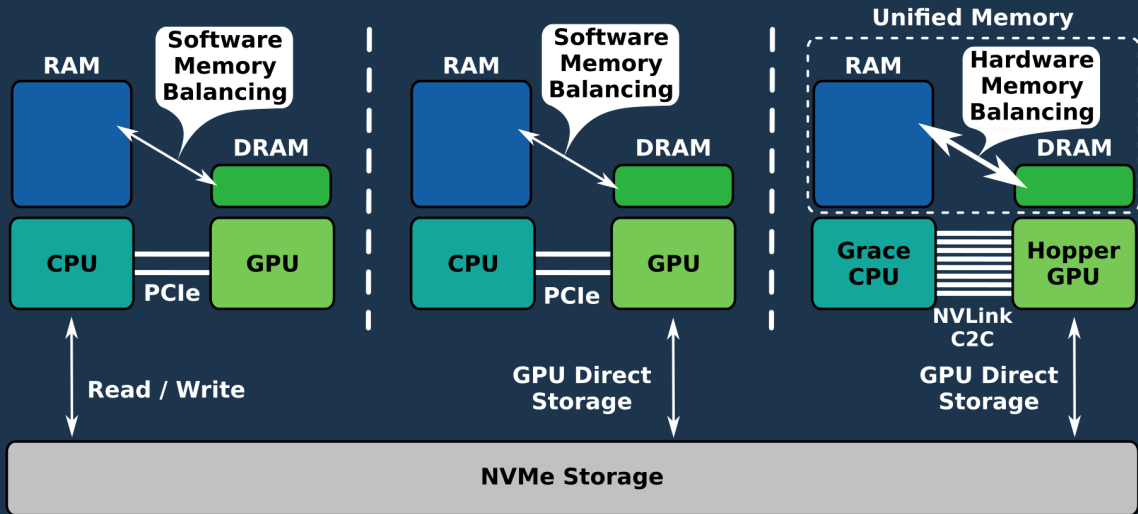 RAM
Software
Memory
Balancing
DRAM
CPU
GPU
PCIe
Read / Write
RAM
Software
Memory
Balancing
DRAM
CPU
GPU
PCIe
GPU Direct
Storage
Unified Memory
RAM
Hardware
Memory
Balancing
DRAM
Grace
CPU
Hopper
GPU
NVLink
C2C
GPU Direct
Storage
NVMe Storage